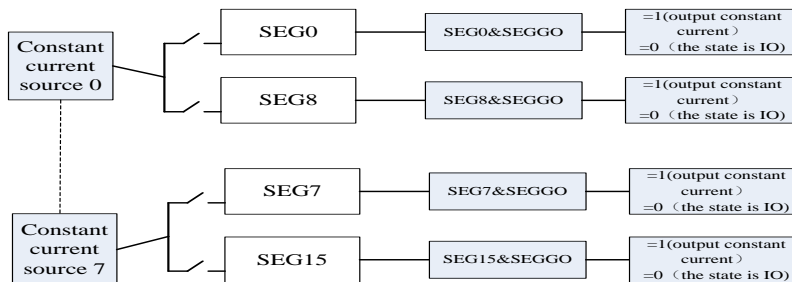 Constant
current
source 0
SEG0
SEG0&SEGGO
=1(output constant
current)
=0（the state is IO)
SEG8
SEG8&SEGGO
=1(output constant
current)
=0（the state is IO)
Constant
current
source 7
SEG7
SEG7&SEGGO
=1(output constant
current)
=0（the state is IO)
SEG15
SEG15&SEGGO
=1(output constant
current)
=0（the state is IO)